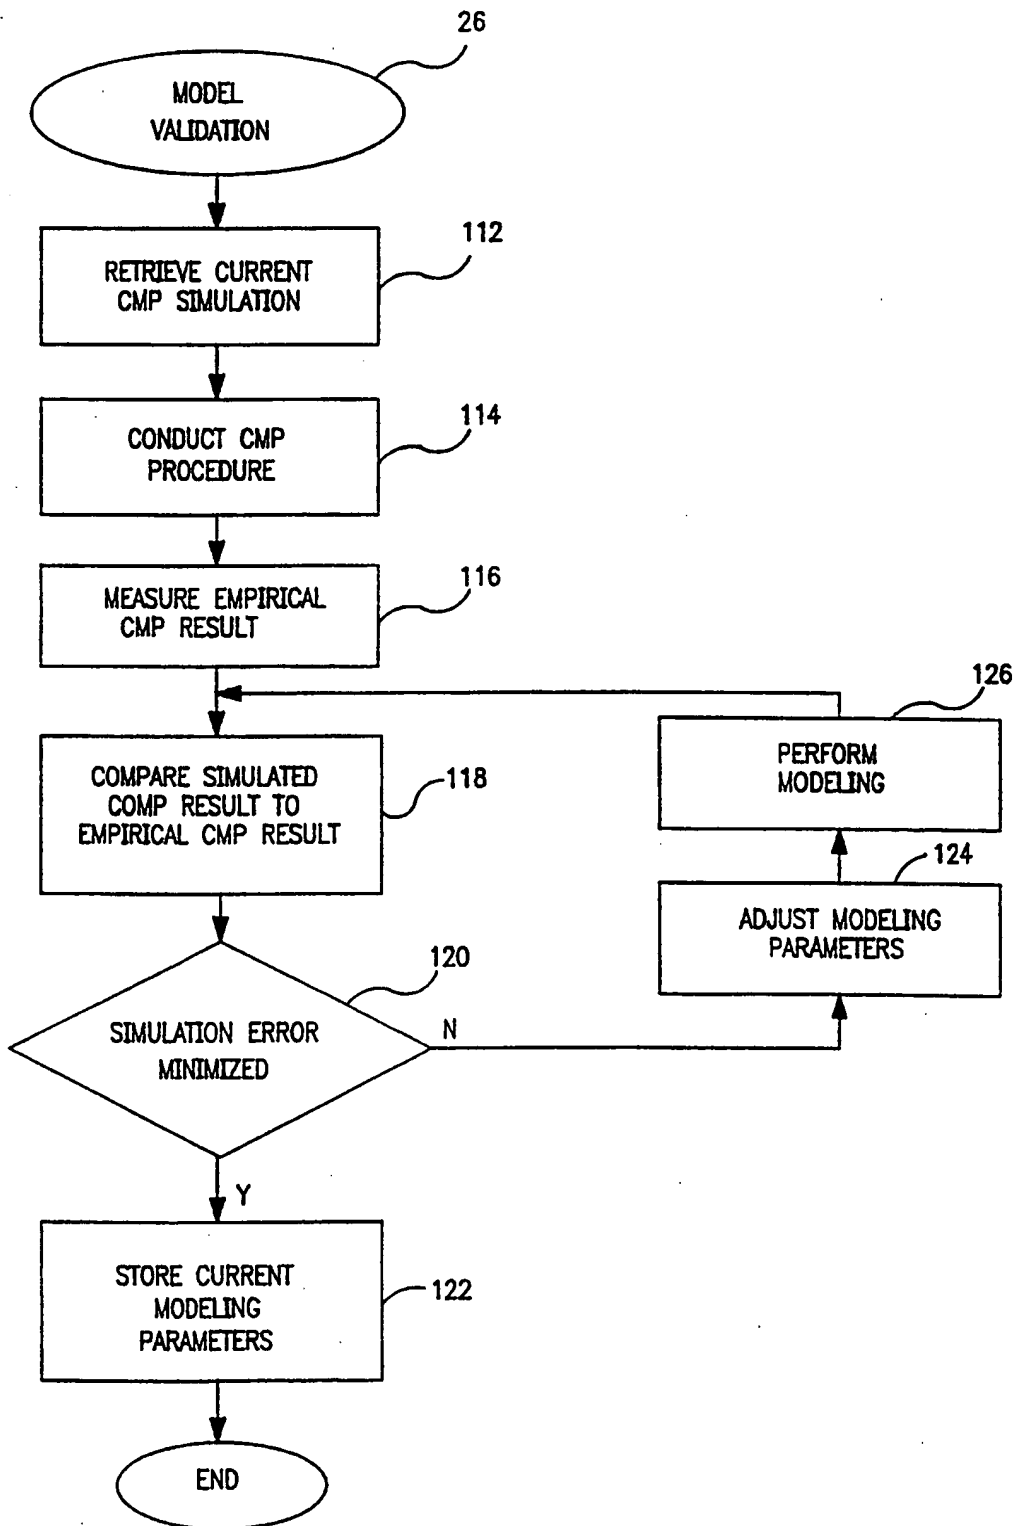 26
MODEL
VALIDATION
112
RETRIEVE CURRENT
CMP SIMULATION
114
CONDUCT CMP
PROCEDURE
116
MEASURE EMPIRICAL
CMP RESULT
126
PERFORM
MODELING
118
COMPARE SIMULATED
COMP RESULT TO
EMPIRICAL CMP RESULT
124
ADJUST MODELING
PARAMETERS
120
SIMULATION ERROR
MINIMIZED
N
Y
STORE CURRENT
MODELING
PARAMETERS
122
END